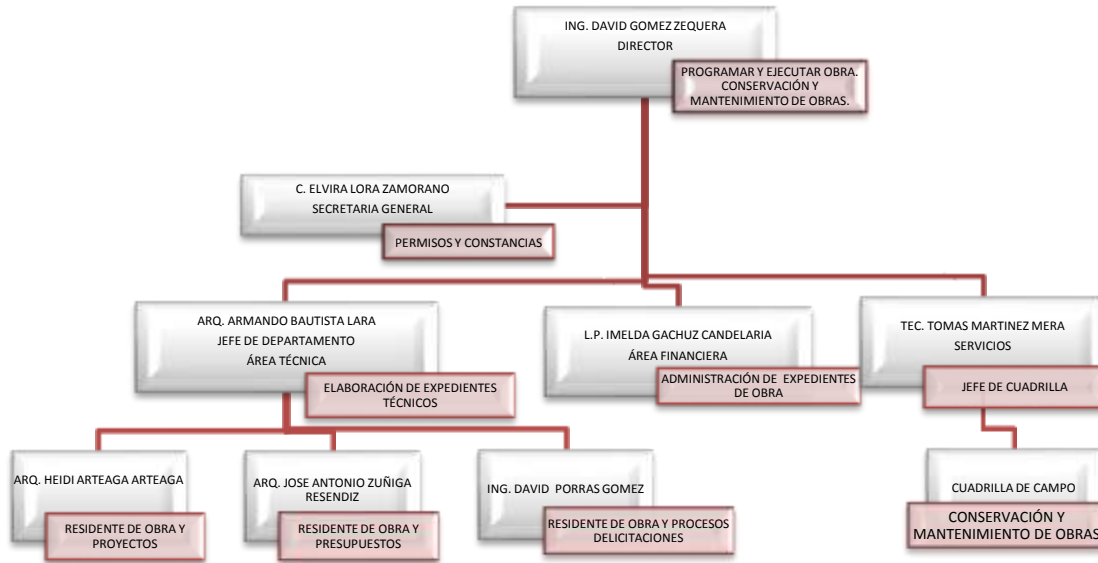 ING. DAVID GOMEZ ZEQUERA
DIRECTOR
PROGRAMAR Y EJECUTAR OBRA.
CONSERVACIÓN Y
MANTENIMIENTO DE OBRAS.
C. ELVIRA LORA ZAMORANO
SECRETARIA GENERAL
PERMISOS Y CONSTANCIAS
ARQ. ARMANDO BAUTISTA LARA
JEFE DE DEPARTAMENTO
ÁREA TÉCNICA
ELABORACIÓN DE EXPEDIENTES
TÉCNICOS
L.P. IMELDA GACHUZ CANDELARIA
ÁREA FINANCIERA
ADMINISTRACIÓN DE EXPEDIENTES
DE OBRA
TEC. TOMAS MARTINEZ MERA
SERVICIOS
JEFE DE CUADRILLA
ARQ. HEIDI ARTEAGA ARTEAGA
RESIDENTE DE OBRA Y
PROYECTOS
ARQ. JOSE ANTONIO ZUÑIGA
RESENDIZ
RESIDENTE DE OBRA Y
PRESUPUESTOS
ING. DAVID PORRAS GOMEZ
RESIDENTE DE OBRA Y PROCESOS
DELICITACIONES
CUADRILLA DE CAMPO
CONSERVACIÓN Y
MANTENIMIENTO DE OBRAS